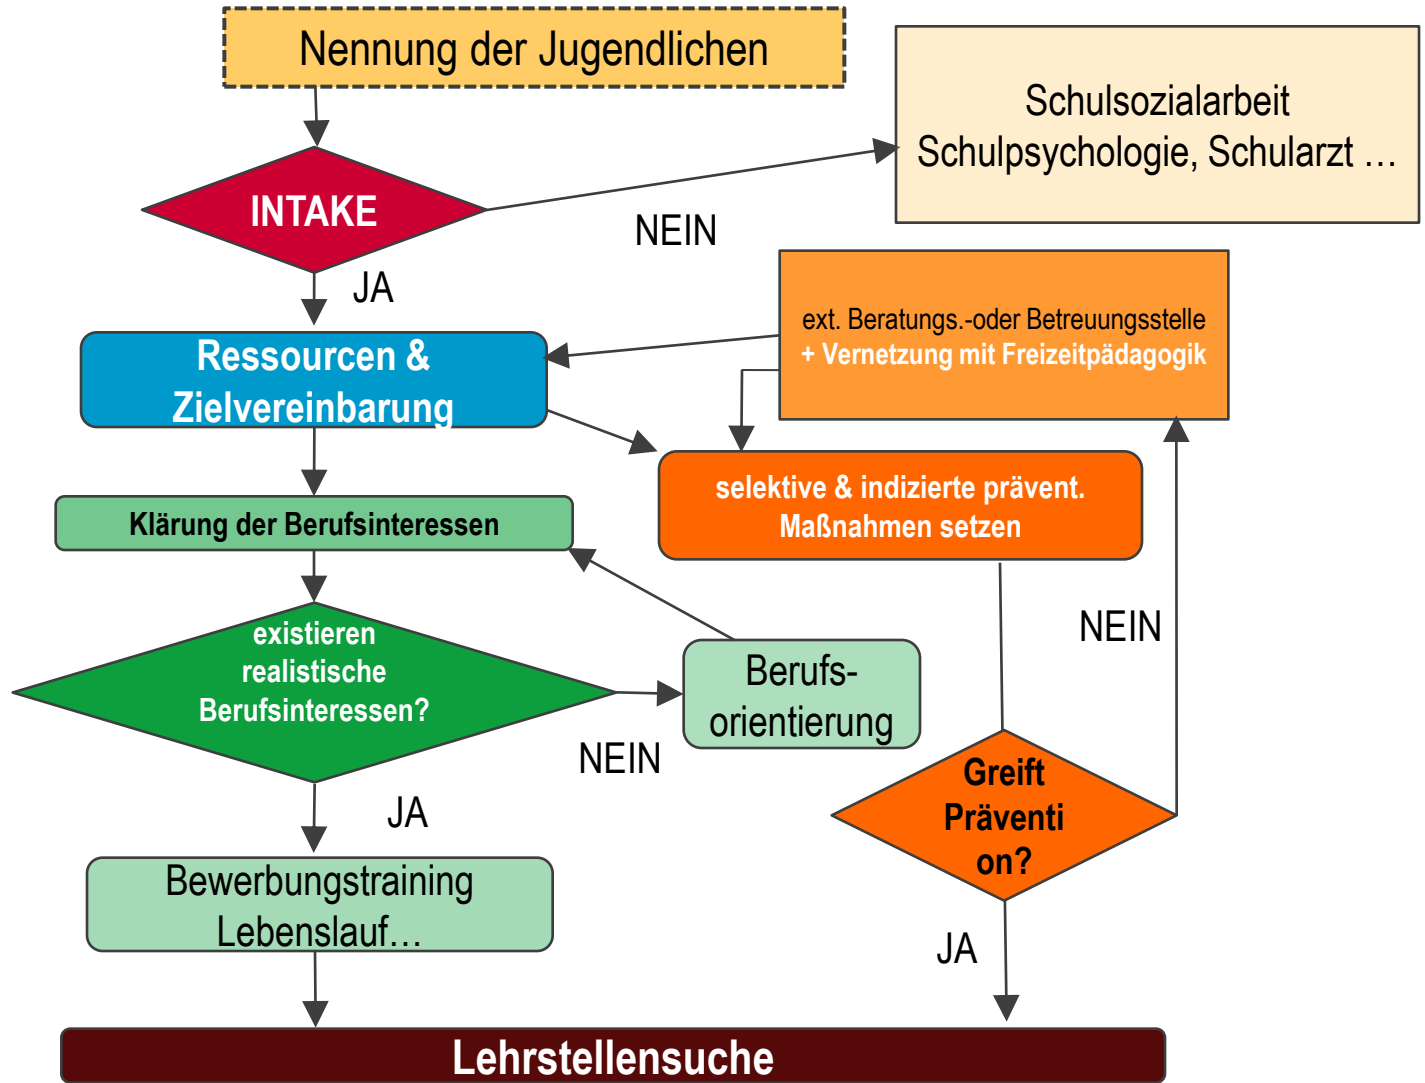 Nennung der Jugendlichen
Schulsozialarbeit
Schulpsychologie, Schularzt …
INTAKE
NEIN
JA
ext. Beratungs.-oder Betreuungsstelle
+ Vernetzung mit Freizeitpädagogik
Ressourcen &
Zielvereinbarung
selektive & indizierte prävent.
Maßnahmen setzen
Klärung der Berufsinteressen
existieren
realistische
Berufsinteressen?
NEIN
Berufs-
orientierung
NEIN
JA
Greift
Präventi
on?
Bewerbungstraining
Lebenslauf…
JA
Lehrstellensuche